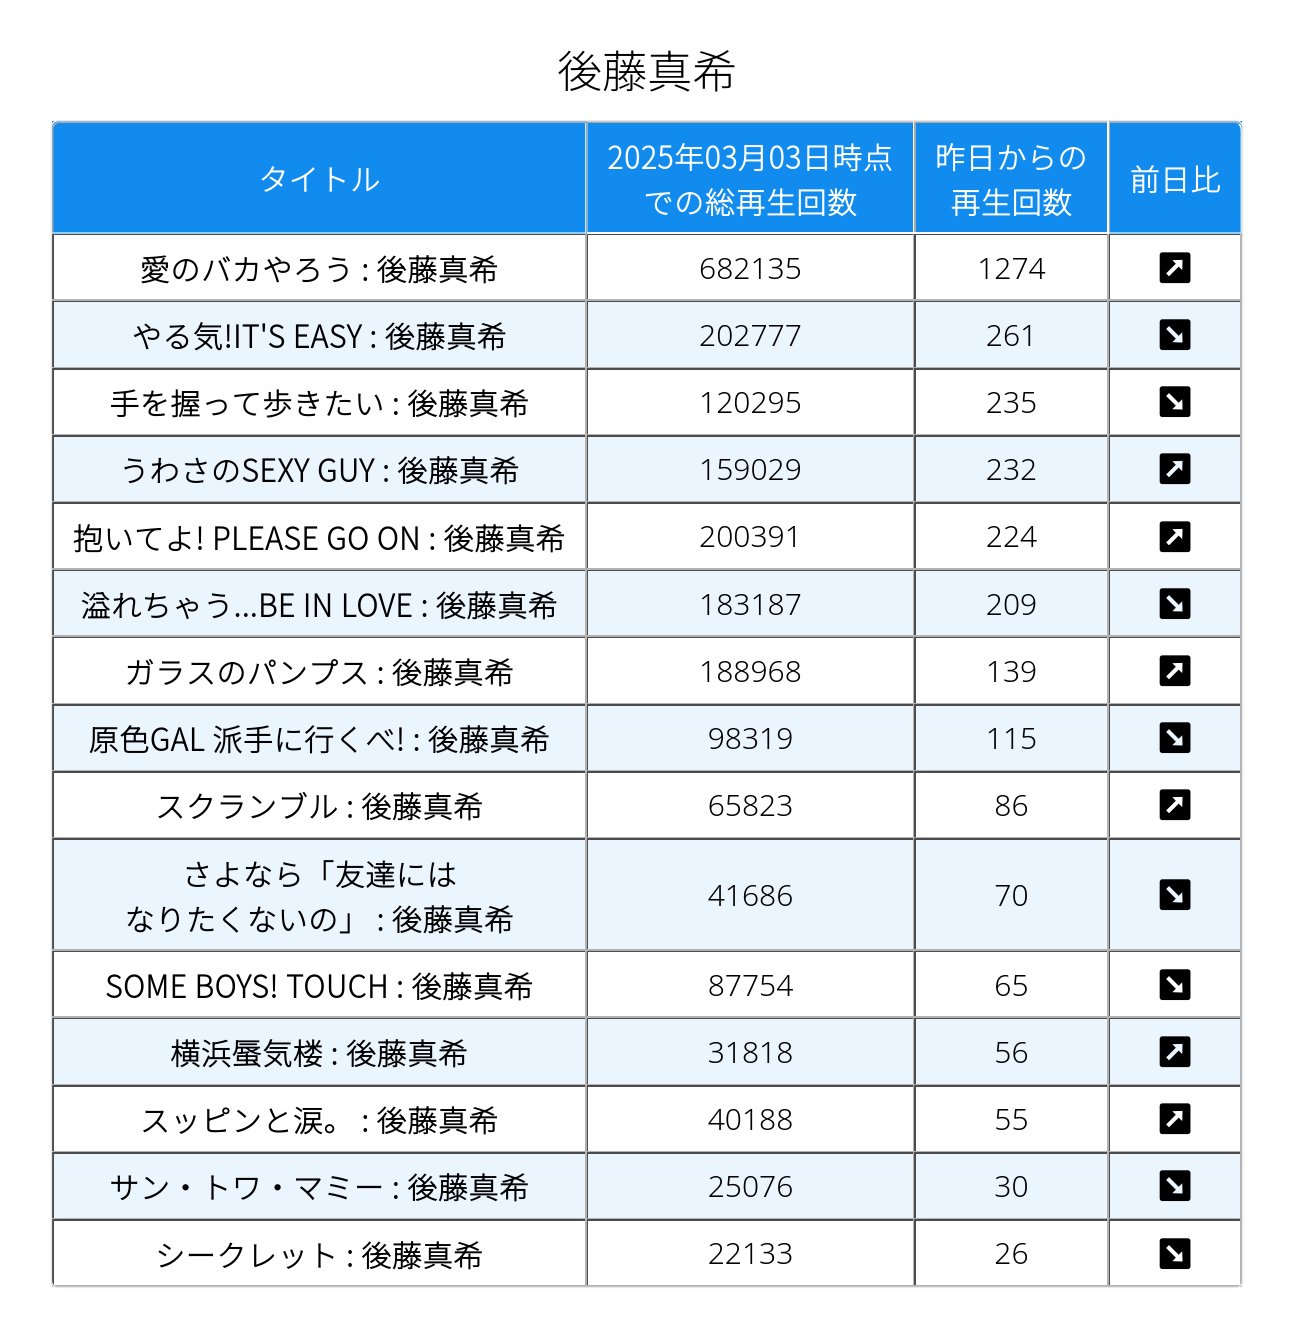 後藤真希
タイトル
2025年03月03日時点
での総再生回数
昨日からの
再生回数
前日比
愛のバカやろう : 後藤真希 682135 1274 ↗
やる気!IT'S EASY : 後藤真希 202777 261 ↘
手を握って歩きたい : 後藤真希 120295 235 ↘
うわさのSEXY GUY : 後藤真希 159029 232 ↗
抱いてよ! PLEASE GO ON : 後藤真希 200391 224 ↗
溢れちゃう...BE IN LOVE : 後藤真希 183187 209 ↘
ガラスのパンプス : 後藤真希 188968 139 ↗
原色GAL 派手に行くべ! : 後藤真希 98319 115 ↘
スクランブル : 後藤真希 65823 86 ↗
さよなら「友達には
なりたくないの」 : 後藤真希 41686 70 ↘
SOME BOYS! TOUCH : 後藤真希 87754 65 ↘
横浜蜃気楼 : 後藤真希 31818 56 ↗
スッピンと涙。 : 後藤真希 40188 55 ↗
サン・トワ・マミー : 後藤真希 25076 30 ↘
シークレット : 後藤真希 22133 26 ↘